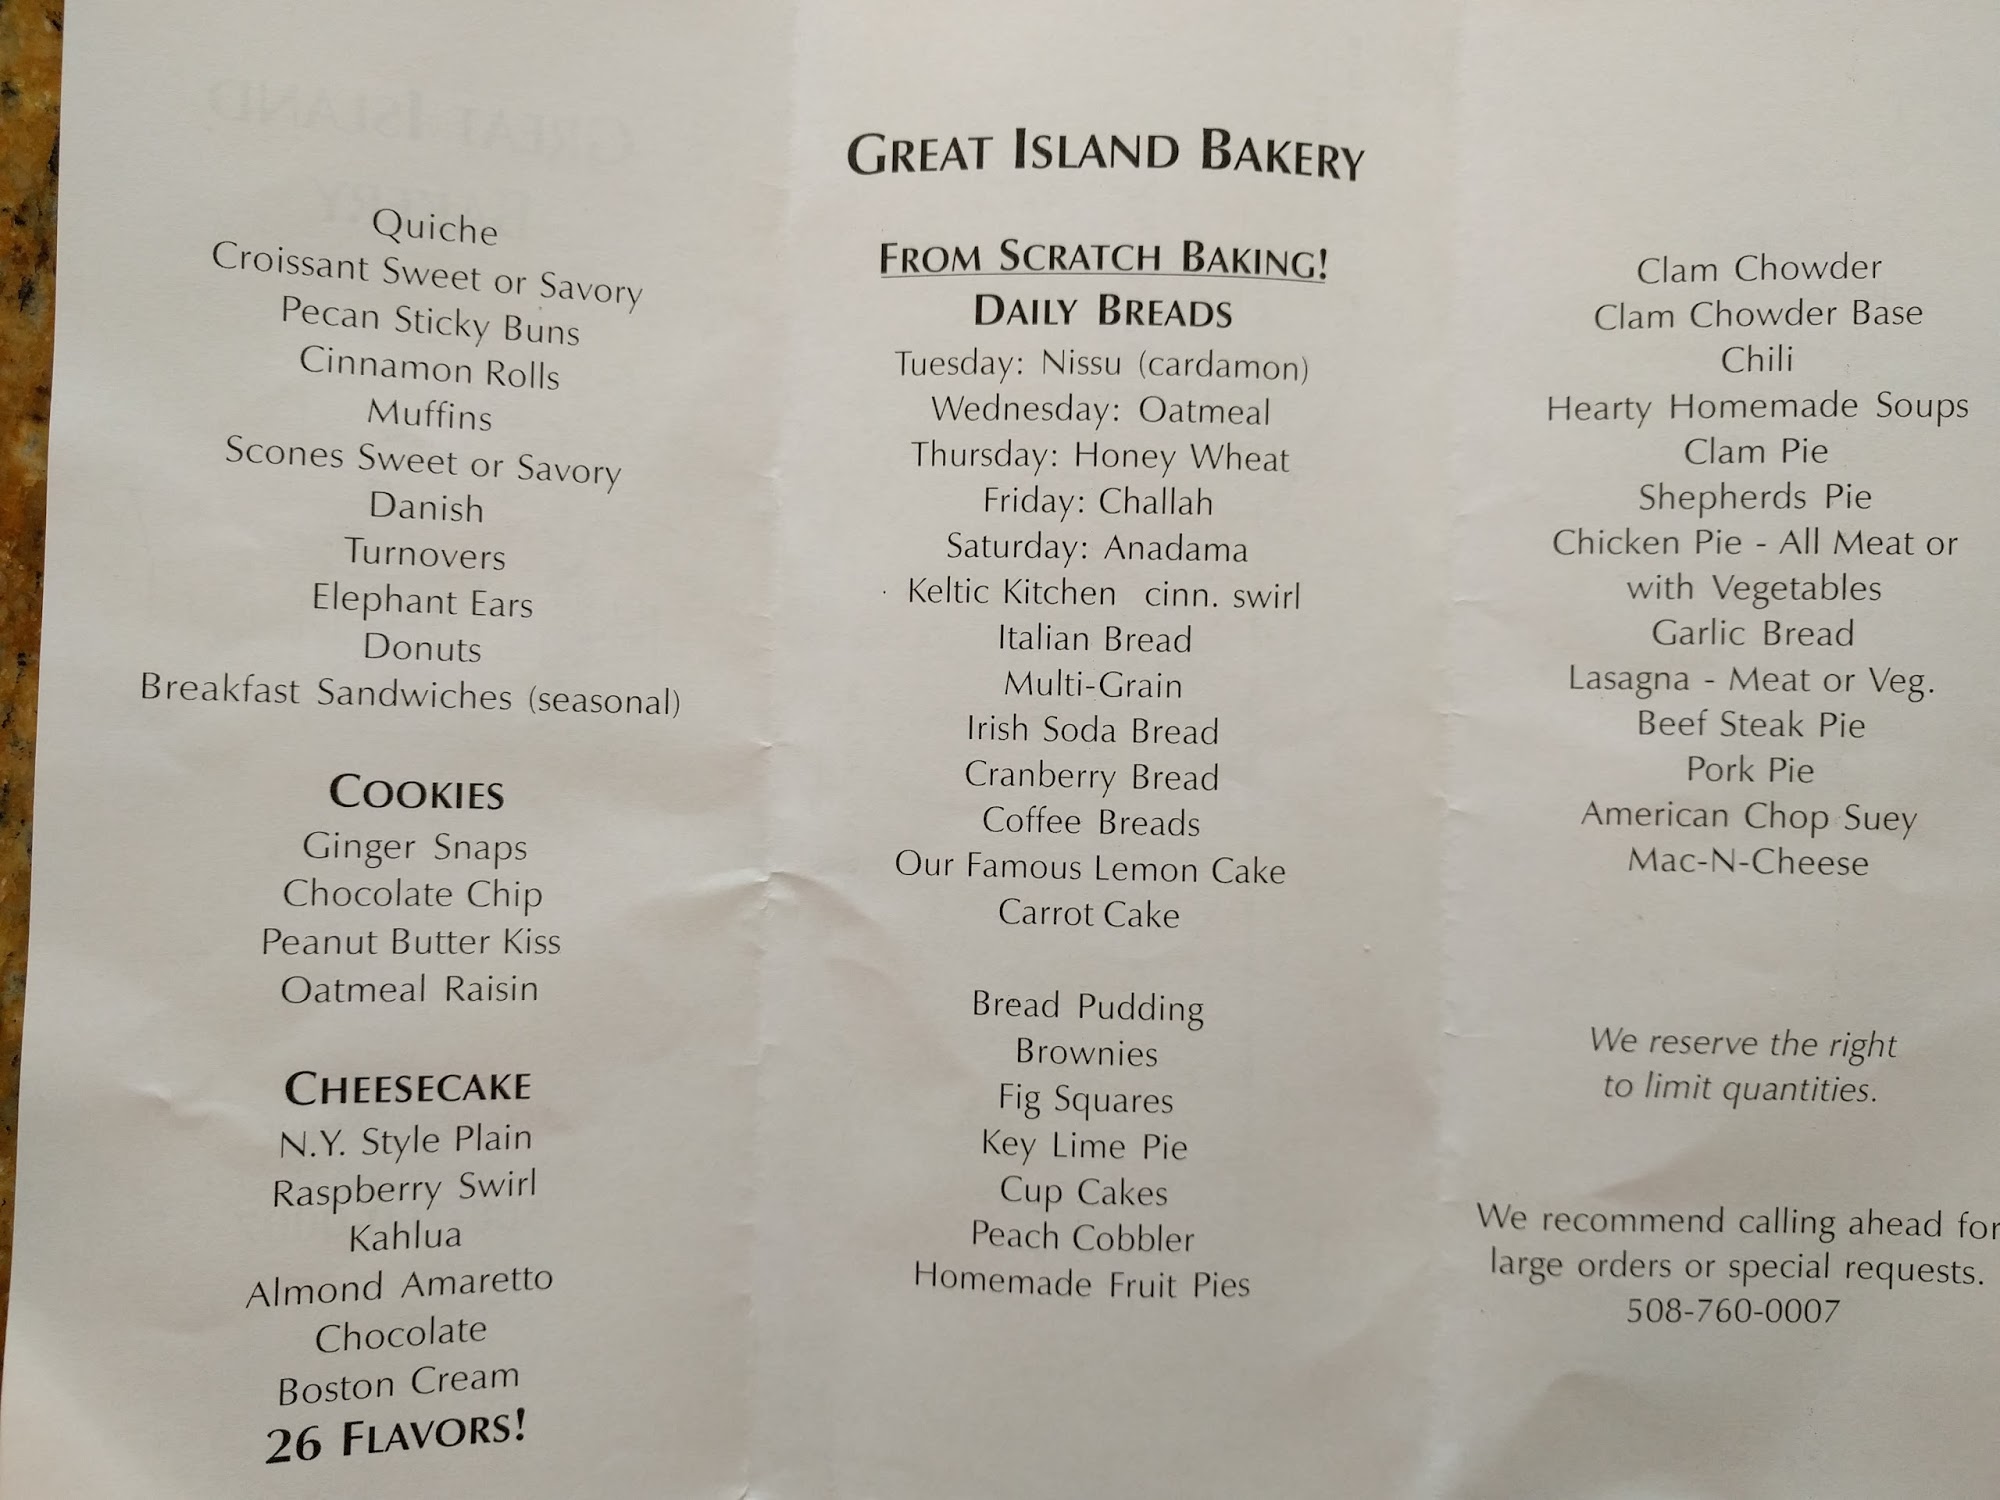 Quiche
Croissant Sweet or Savory
Pecan Sticky Buns
Cinnamon Rolls
Muffins
Scones Sweet or Savory
Danish
Turnovers
Elephant Ears
Donuts
Breakfast Sandwiches (seasonal)
COOKIES
Ginger Snaps
Chocolate Chip
Peanut Butter Kiss
Oatmeal Raisin
CHEESECAKE
N.Y. Style Plain
Raspberry Swirl
Kahlua
Almond Amaretto
Chocolate
Boston Cream
26 FLAVORS!
GREAT ISLAND BAKERY
FROM SCRATCH BAKING!
DAILY BREADS
Tuesday: Nissu (cardamon)
Wednesday: Oatmeal
Thursday: Honey Wheat
Friday: Challah
Saturday: Anadama
Keltic Kitchen cinn. swirl
Italian Bread
Multi-Grain
Irish Soda Bread
Cranberry Bread
Coffee Breads
Our Famous Lemon Cake
Carrot Cake
Bread Pudding
Brownies
Fig Squares
Key Lime Pie
Cup Cakes
Peach Cobbler
Homemade Fruit Pies
Clam Chowder
Clam Chowder Base
Chili
Hearty Homemade Soups
Clam Pie
Shepherds Pie
Chicken Pie - All Meat or
with Vegetables
Garlic Bread
Lasagna - Meat or Veg.
Beef Steak Pie
Pork Pie
American Chop Suey
Mac-N-Cheese
We reserve the right
to limit quantities.
We recommend calling ahead for
large orders or special requests.
508-760-0007
GREAT ISLAND
BAKERY